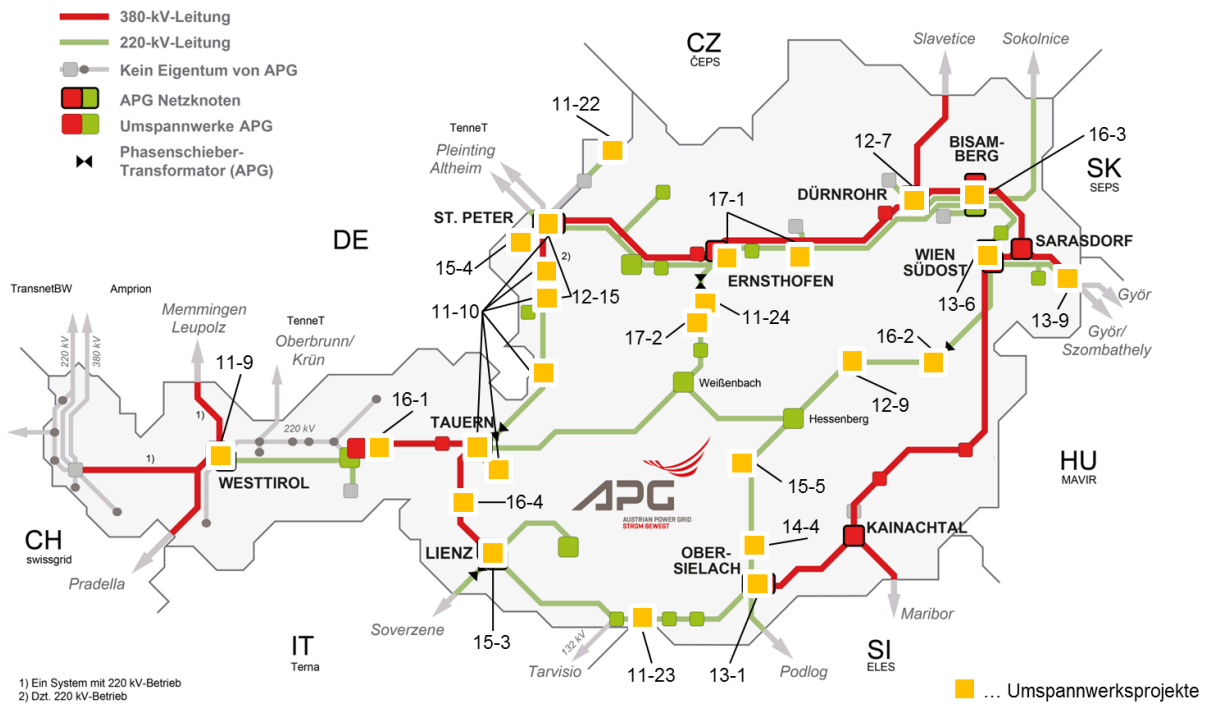 380-kV-Leitung
220-kV-Leitung
Kein Eigentum von APG
APG Netzknoten
Umspannwerke APG
Phasenschieber-
Transformator (APG)
CZ
ČEPS
Slavetice
Sokolnice
11-22
TenneT
Pleinting
Altheim
12-7
BISAM-
BERG
16-3
SK
SEPS
DÜRNROHR
17-1
ST. PETER
DE
15-4
2)
SARASDORF
WIEN
SÜDOST
ERNSTHOFEN
12-15
11-10
13-6
13-9
Györ
Györ/
Szombathely
11-24
17-2
16-2
TransnetBW
Amprion
220 kV
380 kV
Memmingen
Leupolz
TenneT
Oberbrunn/
Krün
11-9
Weißenbach
12-9
Hessenberg
1)
16-1
TAUERN
220 kV
1)
WESTTIROL
APG
AUSTRIAN POWER GRID
STROM BEWEGT
15-5
HU
MAVIR
16-4
14-4
KAINACHTAL
CH
swissgrid
Pradella
LIENZ
OBER-
SIELACH
Maribor
Soverzene
15-3
132 kV
IT
Terna
Tarvisio
11-23
13-1
Podlog
SI
ELES
1) Ein System mit 220 kV-Betrieb
2) Dzt. 220 kV-Betrieb
... Umspannwerksprojekte